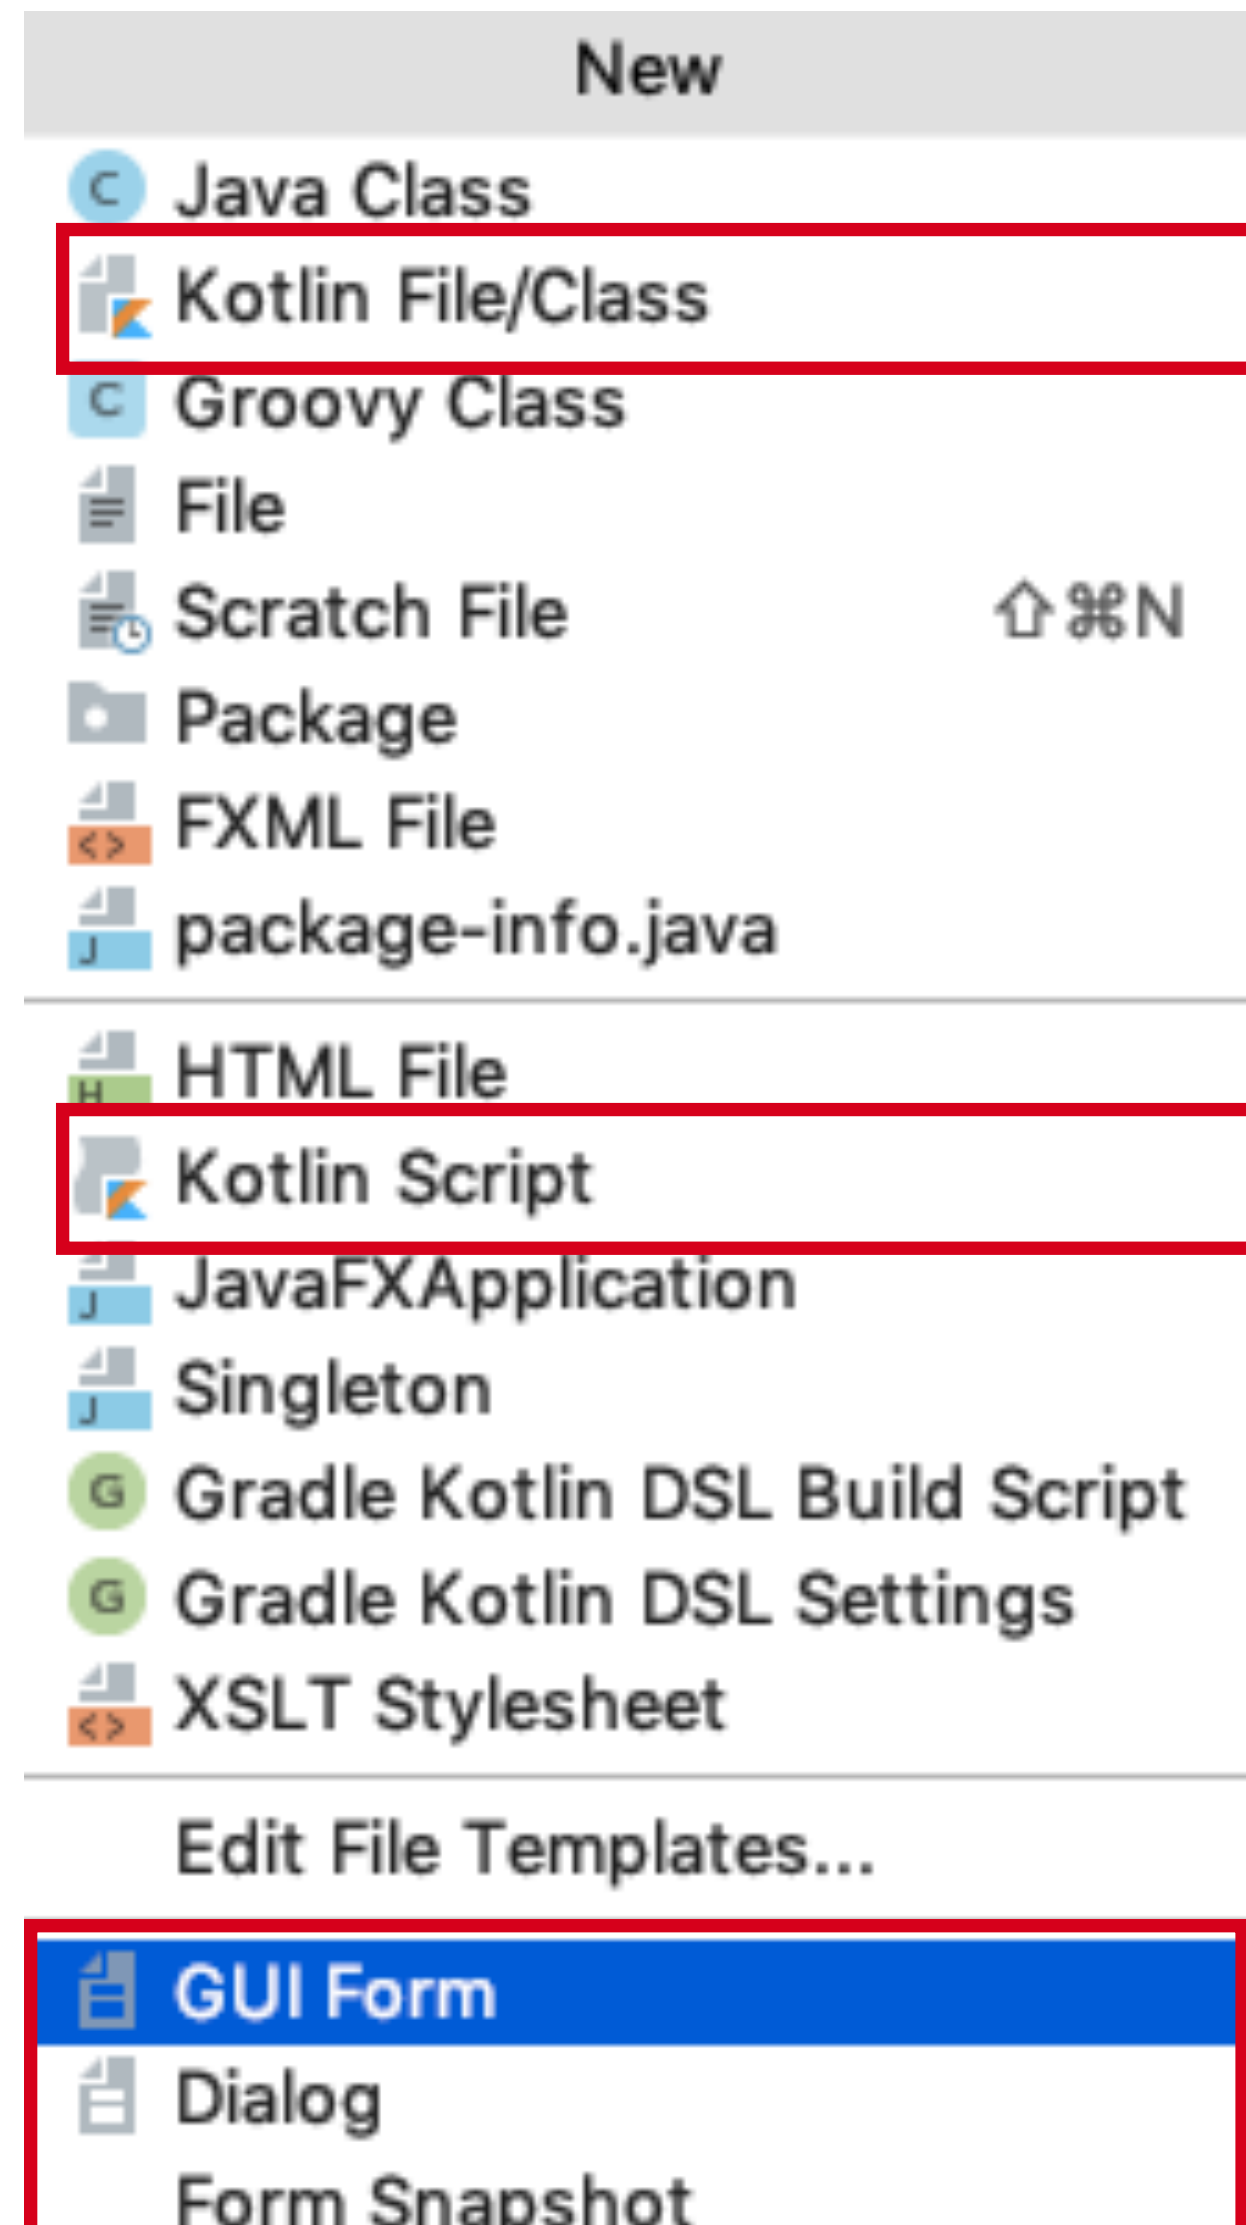 New
Java Class
Kotlin File/Class
Groovy Class
File
Scratch File ⇧⌘N
Package
FXML File
package-info.java
HTML File
Kotlin Script
JavaFXApplication
Singleton
Gradle Kotlin DSL Build Script
Gradle Kotlin DSL Settings
XSLT Stylesheet
Edit File Templates...
GUI Form
Dialog
Form Snapshot